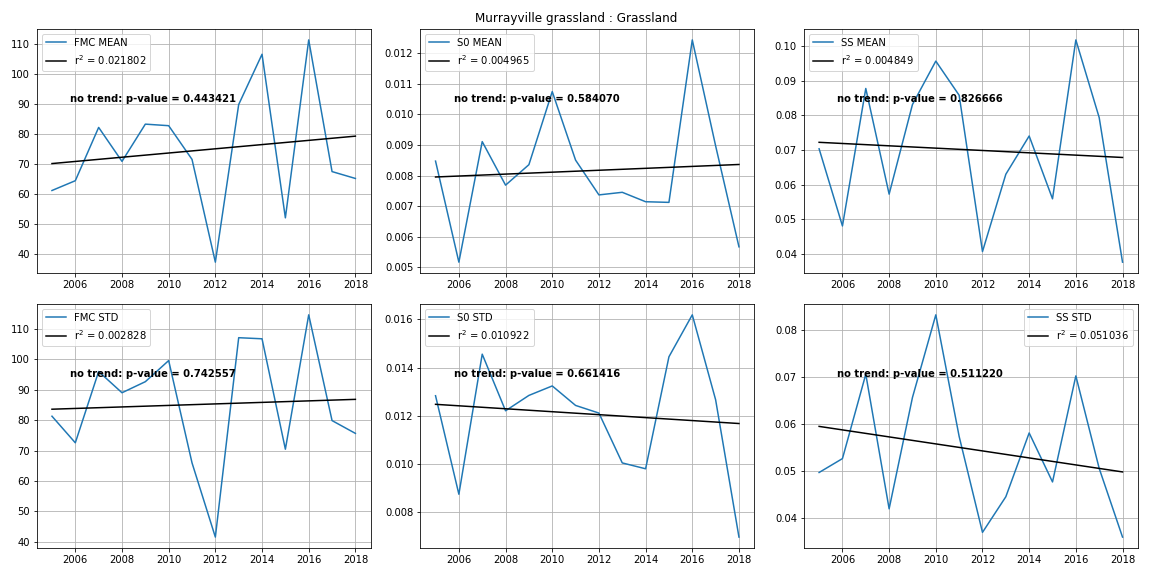 Murrayville grassland : Grassland
FMC MEAN
r² = 0.021802
no trend: p-value = 0.443421
110
100
90
80
70
60
50
40
2006 2008 2010 2012 2014 2016 2018
S0 MEAN
r² = 0.004965
no trend: p-value = 0.584070
0.012
0.011
0.010
0.009
0.008
0.007
0.006
0.005
2006 2008 2010 2012 2014 2016 2018
SS MEAN
r² = 0.004849
no trend: p-value = 0.826666
0.10
0.09
0.08
0.07
0.06
0.05
0.04
2006 2008 2010 2012 2014 2016 2018
FMC STD
r² = 0.002828
no trend: p-value = 0.742557
110
100
90
80
70
60
50
40
2006 2008 2010 2012 2014 2016 2018
S0 STD
r² = 0.010922
no trend: p-value = 0.661416
0.016
0.014
0.012
0.010
0.008
2006 2008 2010 2012 2014 2016 2018
SS STD
r² = 0.051036
no trend: p-value = 0.511220
0.08
0.07
0.06
0.05
0.04
2006 2008 2010 2012 2014 2016 2018